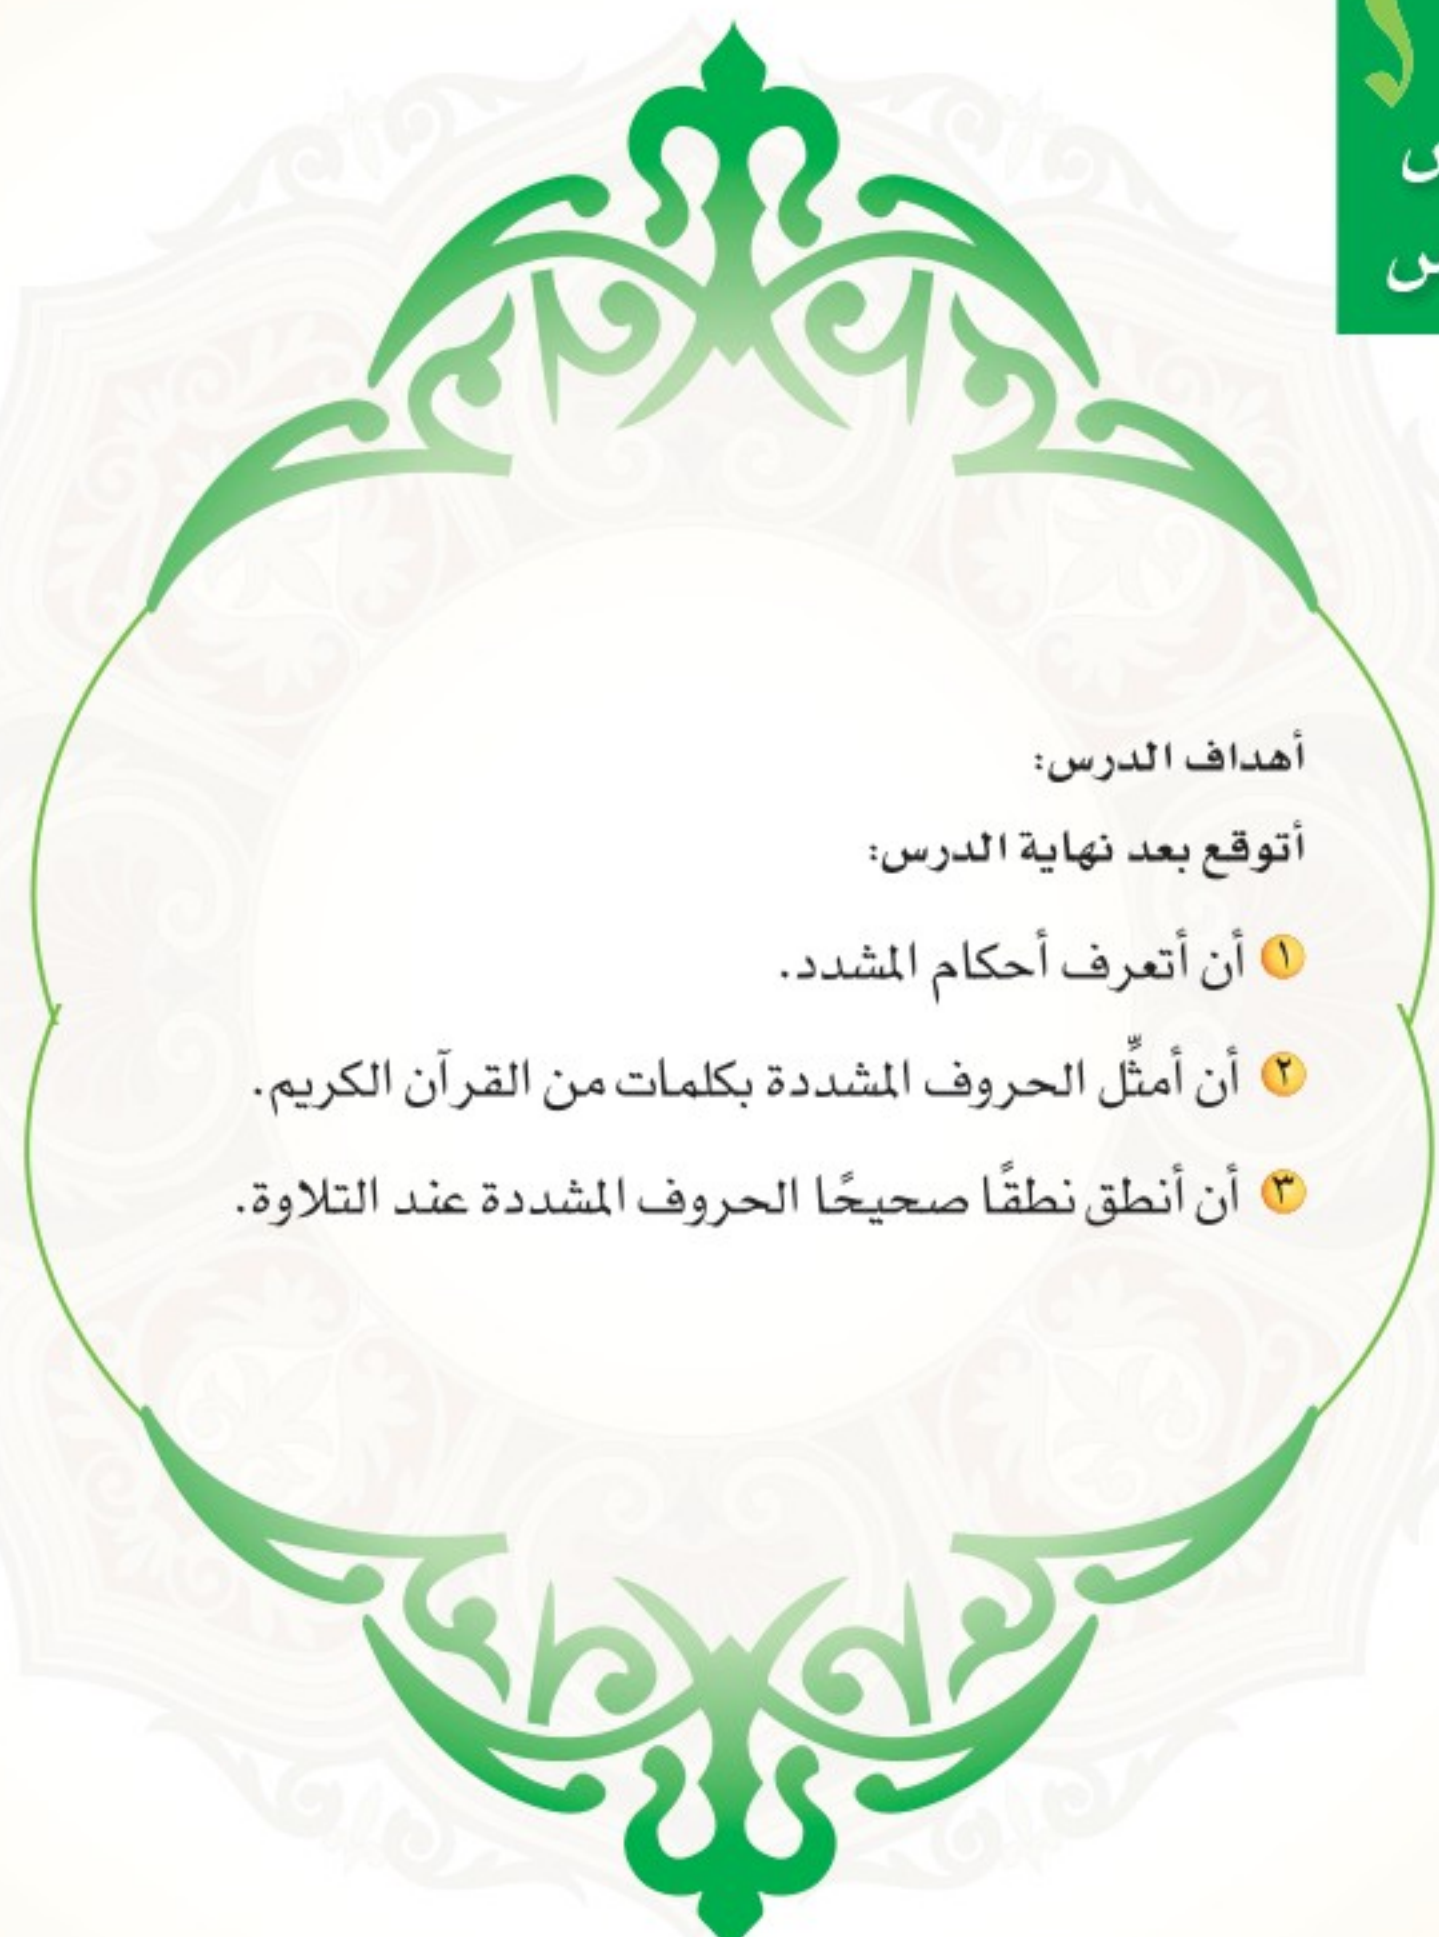 أهداف الدرس:
أتوقع بعد نهاية الدرس:
١ أن أتعرف أحكام المشدد.
٢ أن أمثِّل الحروف المشددة بكلمات من القرآن الكريم.
٣ أن أنطق نطقًا صحيحًا الحروف المشددة عند التلاوة.